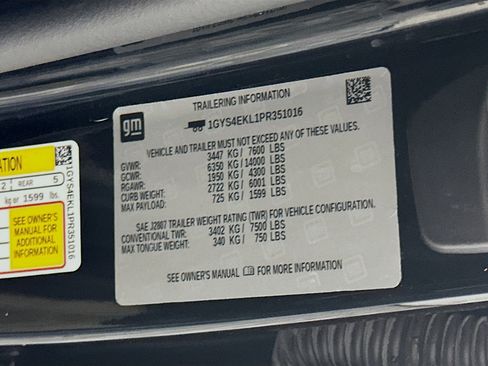 TRAILERING INFORMATION
gm
1GYS4EKL1PR351016
VEHICLE AND TRAILER MUST NOT EXCEED ANY OF THESE VALUES.
GVWR: 3447 KG / 7600 LBS
GCWR: 6350 KG / 14000 LBS
RGAWR: 1950 KG / 4300 LBS
CURB WEIGHT: 2722 KG / 6001 LBS
MAX PAYLOAD: 725 KG / 1599 LBS
SAE J2807 TRAILER WEIGHT RATING (TWR) FOR VEHICLE CONFIGURATION.
CONVENTIONAL TWR: 3402 KG / 7500 LBS
MAX TONGUE WEIGHT: 340 KG / 750 LBS
SEE OWNER'S MANUAL FOR MORE INFORMATION
ATION
2 REAR 5
kg or 1599 lbs.
SEE OWNER'S
MANUAL FOR
ADDITIONAL
INFORMATION
1GYS4EKL1PR351016